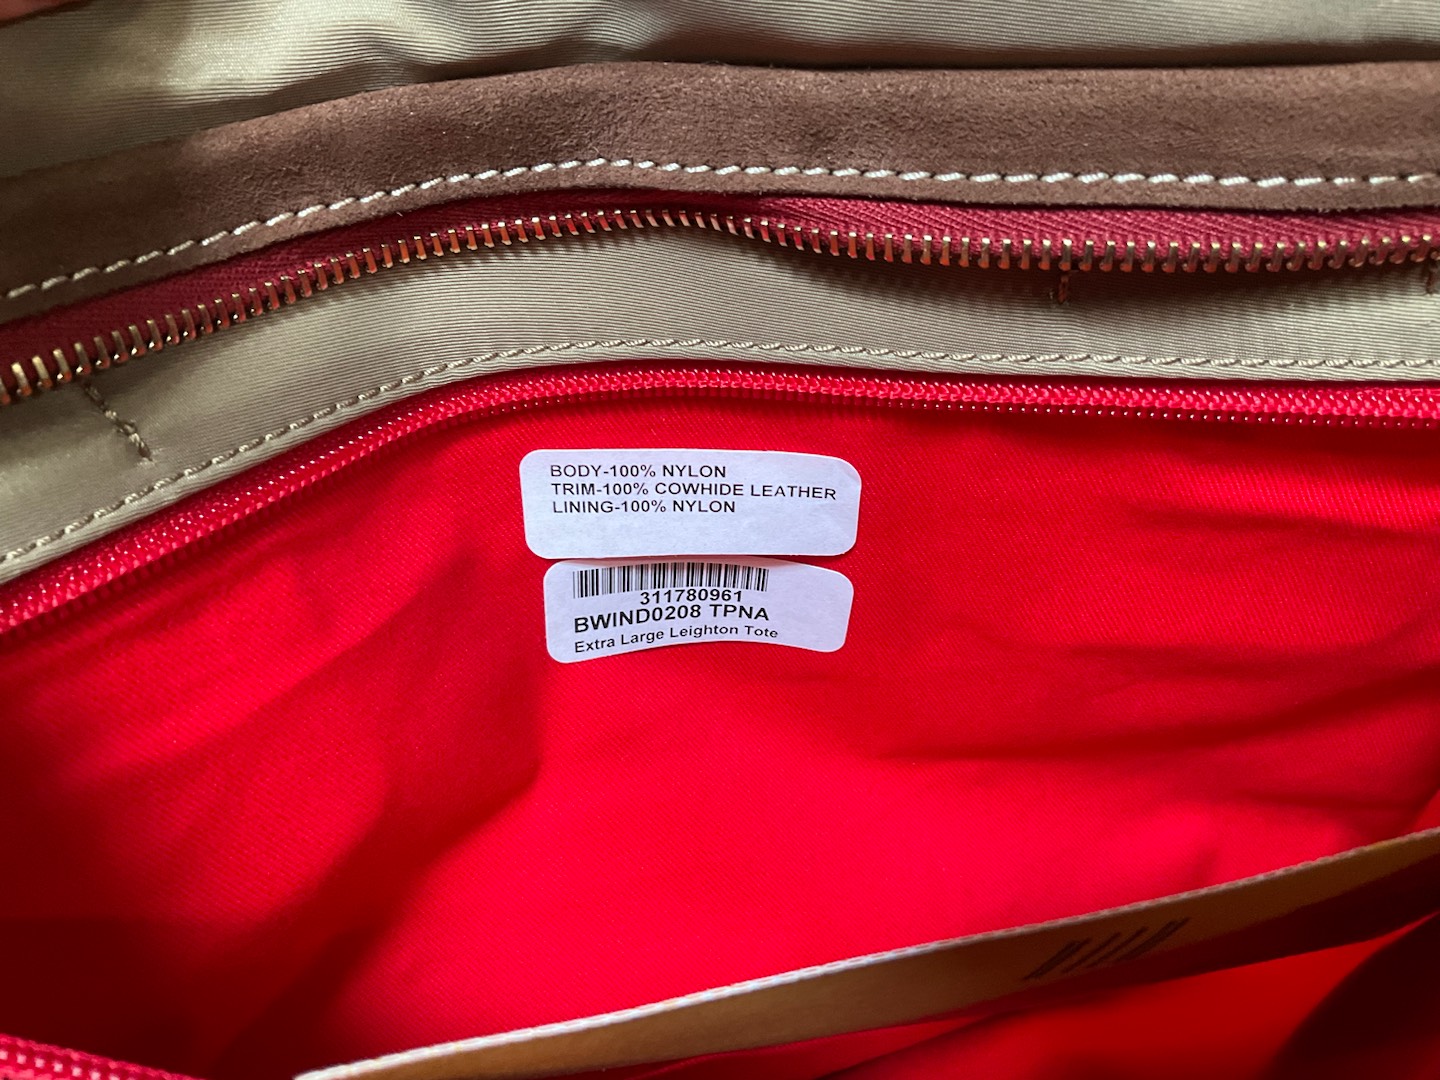 BODY-100% NYLON
TRIM-100% COWHIDE LEATHER
LINING-100% NYLON
311780961
BWIND0208 TPNA
Extra Large Leighton Tote